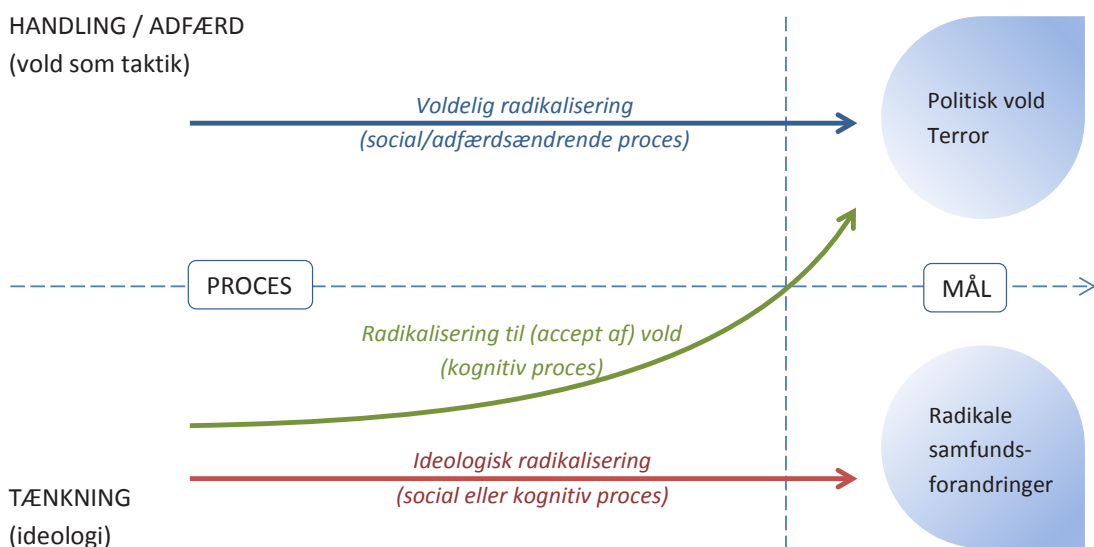 HANDLING / ADFÆRD
(vold som taktik)
Voldelig radikalisering
(social/adfærdsændrende proces)
Politisk vold
Terror
PROCES
MÅL
Radikalisering til (accept af) vold
(kognitiv proces)
Ideologisk radikalisering
(social eller kognitiv proces)
Radikale
samfunds-
forandringer
TÆNKNING
(ideologi)